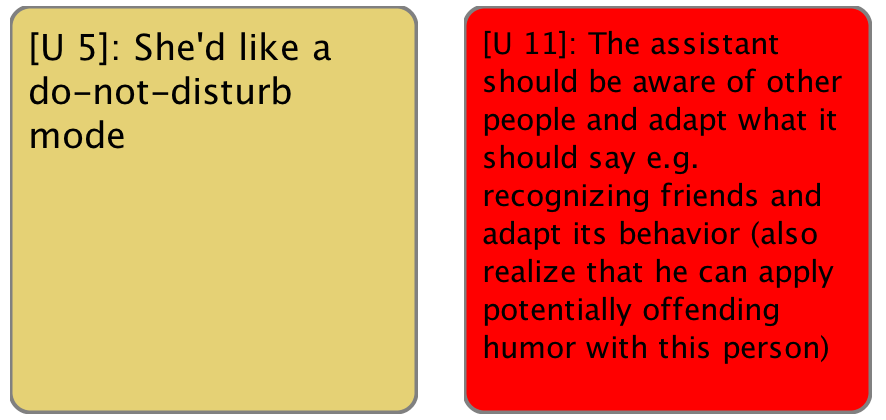 [U 5]: She'd like a
do-not-disturb
mode
[U 11]: The assistant
should be aware of other
people and adapt what it
should say e.g.
recognizing friends and
adapt its behavior (also
realize that he can apply
potentially offending
humor with this person)